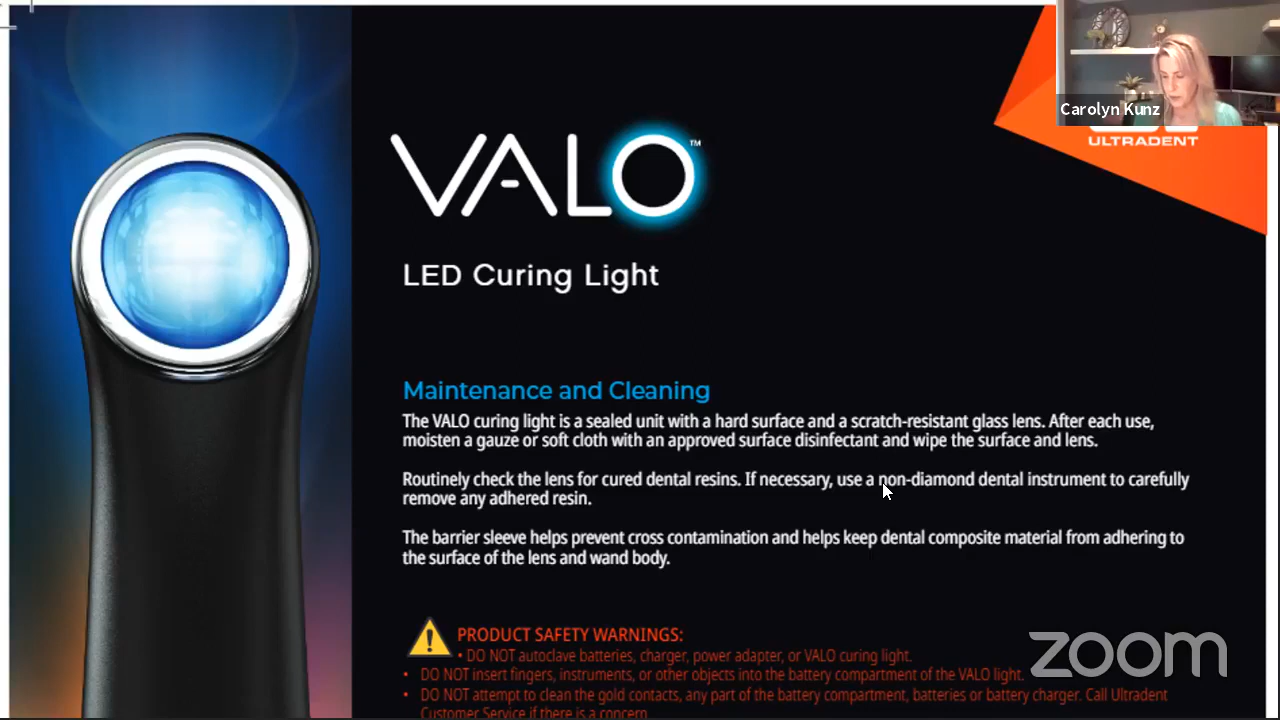 Carolyn Kunz
ULTRADENT
VALO™
LED Curing Light
Maintenance and Cleaning
The VALO curing light is a sealed unit with a hard surface and a scratch-resistant glass lens. After each use,
moisten a gauze or soft cloth with an approved surface disinfectant and wipe the surface and lens.
Routinely check the lens for cured dental resins. If necessary, use a non-diamond dental instrument to carefully
remove any adhered resin.
The barrier sleeve helps prevent cross contamination and helps keep dental composite material from adhering to
the surface of the lens and wand body.
PRODUCT SAFETY WARNINGS:
• DO NOT autoclave batteries, charger, power adapter, or VALO curing light.
• DO NOT insert fingers, instruments, or other objects into the battery compartment of the VALO light.
• DO NOT attempt to clean the gold contacts, any part of the battery compartment, batteries or battery charger. Call Ultradent
Customer Service if there is a concern
zoom